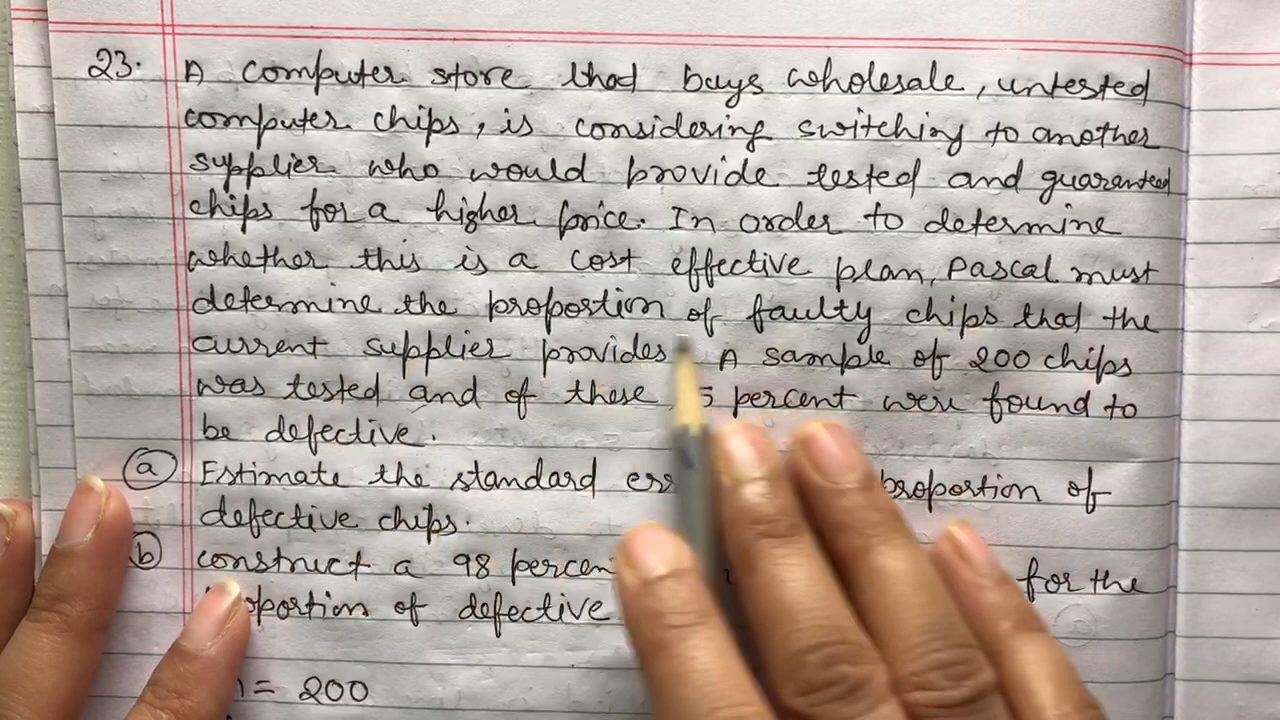 23. A computer store that buys wholesale, untested
computer chips, is considering switching to another
supplier who would provide tested and guaranteed
chips for a higher price. In order to determine
whether this is a cost effective plan, Pascal must
determine the proportion of faulty chips that the
current supplier provides. A sample of 200 chips
was tested and of these 5 percent were found to
be defective.
(a) Estimate the standard proportion of
defective chips.
(b) construct a 98 for the
of defective
= 200